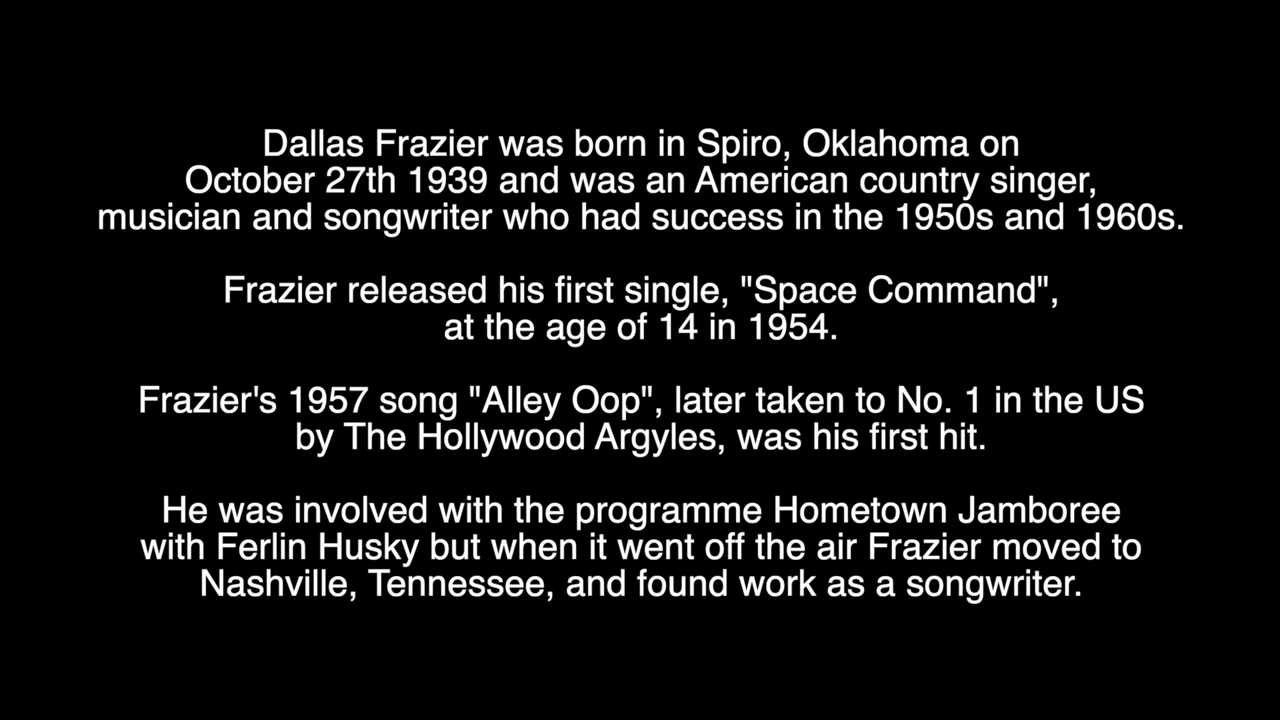 Dallas Frazier was born in Spiro, Oklahoma on
October 27th 1939 and was an American country singer,
musician and songwriter who had success in the 1950s and 1960s.
Frazier released his first single, "Space Command",
at the age of 14 in 1954.
Frazier's 1957 song "Alley Oop", later taken to No. 1 in the US
by The Hollywood Argyles, was his first hit.
He was involved with the programme Hometown Jamboree
with Ferlin Husky but when it went off the air Frazier moved to
Nashville, Tennessee, and found work as a songwriter.